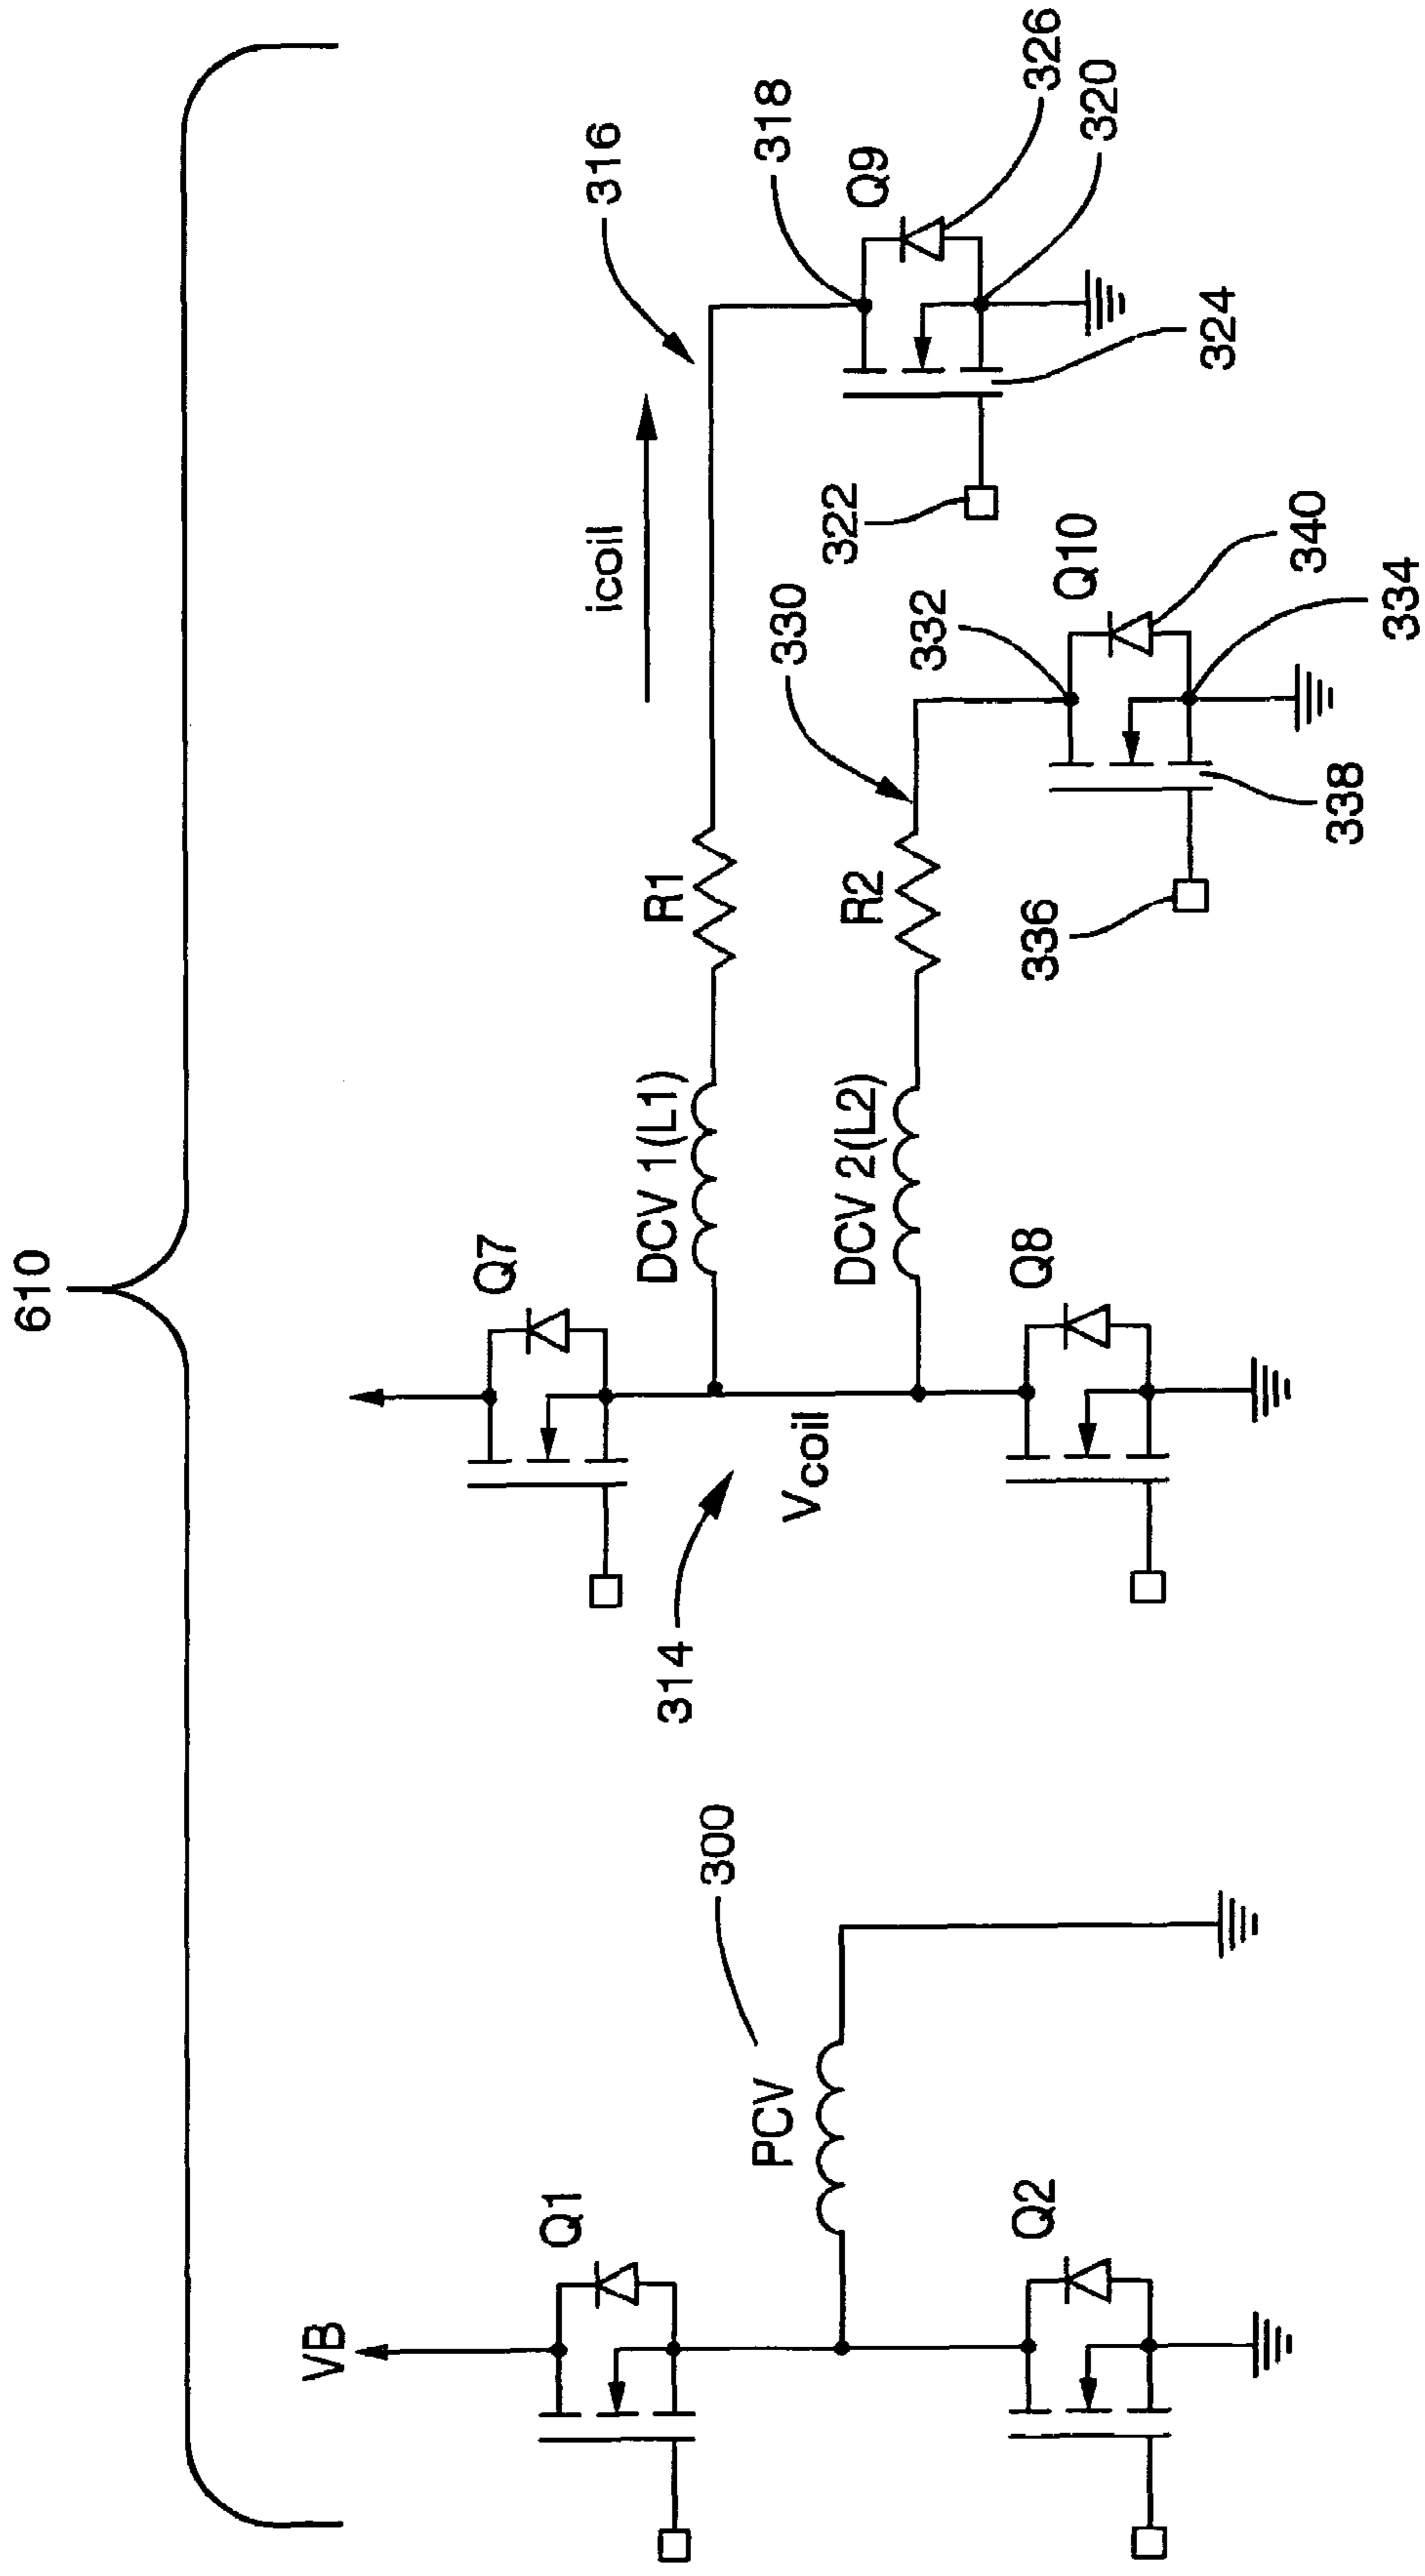 610
VB
Q1
Q2
PCV
300
314
Vcoil
Q7
Q8
DCV 1(L1)
R1
DCV 2(L2)
R2
icoil
316
318
Q9
326
320
324
322
330
332
Q10
340
334
338
336